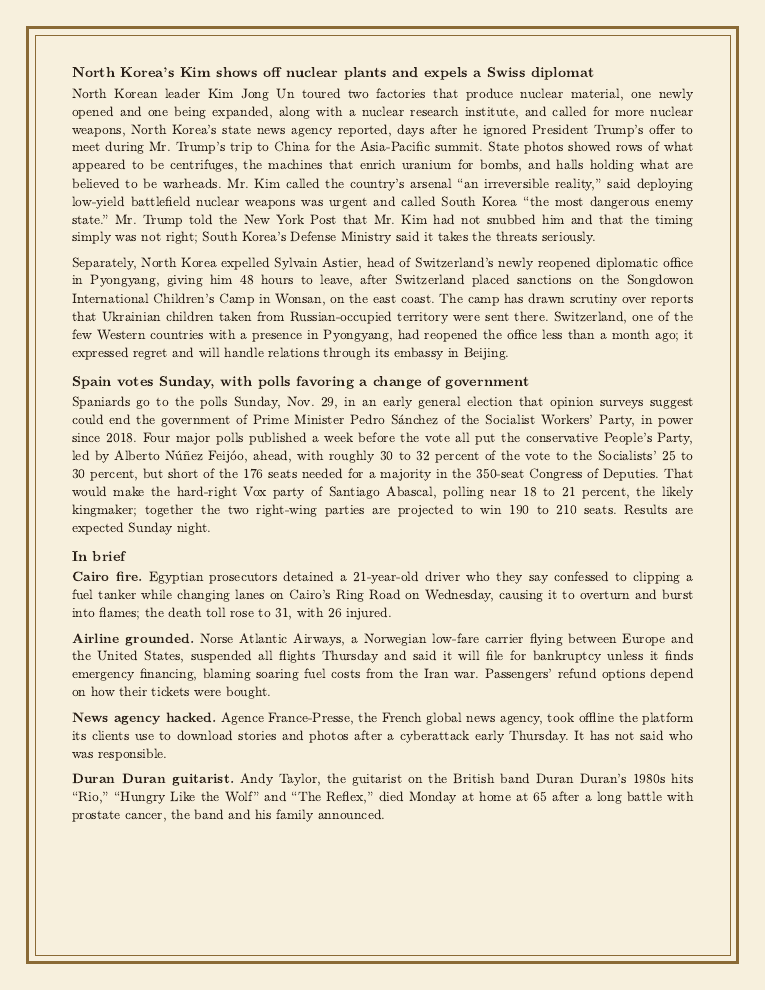 North Korea’s Kim shows off nuclear plants and expels a Swiss diplomat
North Korean leader Kim Jong Un toured two factories that produce nuclear material, one newly
opened and one being expanded, along with a nuclear research institute, and called for more nuclear
weapons, North Korea’s state news agency reported, days after he ignored President Trump’s offer to
meet during Mr. Trump’s trip to China for the Asia-Pacific summit. State photos showed rows of what
appeared to be centrifuges, the machines that enrich uranium for bombs, and halls holding what are
believed to be warheads. Mr. Kim called the country’s arsenal “an irreversible reality,” said deploying
low-yield battlefield nuclear weapons was urgent and called South Korea “the most dangerous enemy
state.” Mr. Trump told the New York Post that Mr. Kim had not snubbed him and that the timing
simply was not right; South Korea’s Defense Ministry said it takes the threats seriously.
Separately, North Korea expelled Sylvain Astier, head of Switzerland’s newly reopened diplomatic office
in Pyongyang, giving him 48 hours to leave, after Switzerland placed sanctions on the Songdowon
International Children’s Camp in Wonsan, on the east coast. The camp has drawn scrutiny over reports
that Ukrainian children taken from Russian-occupied territory were sent there. Switzerland, one of the
few Western countries with a presence in Pyongyang, had reopened the office less than a month ago; it
expressed regret and will handle relations through its embassy in Beijing.
Spain votes Sunday, with polls favoring a change of government
Spaniards go to the polls Sunday, Nov. 29, in an early general election that opinion surveys suggest
could end the government of Prime Minister Pedro Sánchez of the Socialist Workers’ Party, in power
since 2018. Four major polls published a week before the vote all put the conservative People’s Party,
led by Alberto Núñez Feijóo, ahead, with roughly 30 to 32 percent of the vote to the Socialists’ 25 to
30 percent, but short of the 176 seats needed for a majority in the 350-seat Congress of Deputies. That
would make the hard-right Vox party of Santiago Abascal, polling near 18 to 21 percent, the likely
kingmaker; together the two right-wing parties are projected to win 190 to 210 seats. Results are
expected Sunday night.
In brief
Cairo fire. Egyptian prosecutors detained a 21-year-old driver who they say confessed to clipping a
fuel tanker while changing lanes on Cairo’s Ring Road on Wednesday, causing it to overturn and burst
into flames; the death toll rose to 31, with 26 injured.
Airline grounded. Norse Atlantic Airways, a Norwegian low-fare carrier flying between Europe and
the United States, suspended all flights Thursday and said it will file for bankruptcy unless it finds
emergency financing, blaming soaring fuel costs from the Iran war. Passengers’ refund options depend
on how their tickets were bought.
News agency hacked. Agence France-Presse, the French global news agency, took offline the platform
its clients use to download stories and photos after a cyberattack early Thursday. It has not said who
was responsible.
Duran Duran guitarist. Andy Taylor, the guitarist on the British band Duran Duran’s 1980s hits
“Rio,” “Hungry Like the Wolf” and “The Reflex,” died Monday at home at 65 after a long battle with
prostate cancer, the band and his family announced.